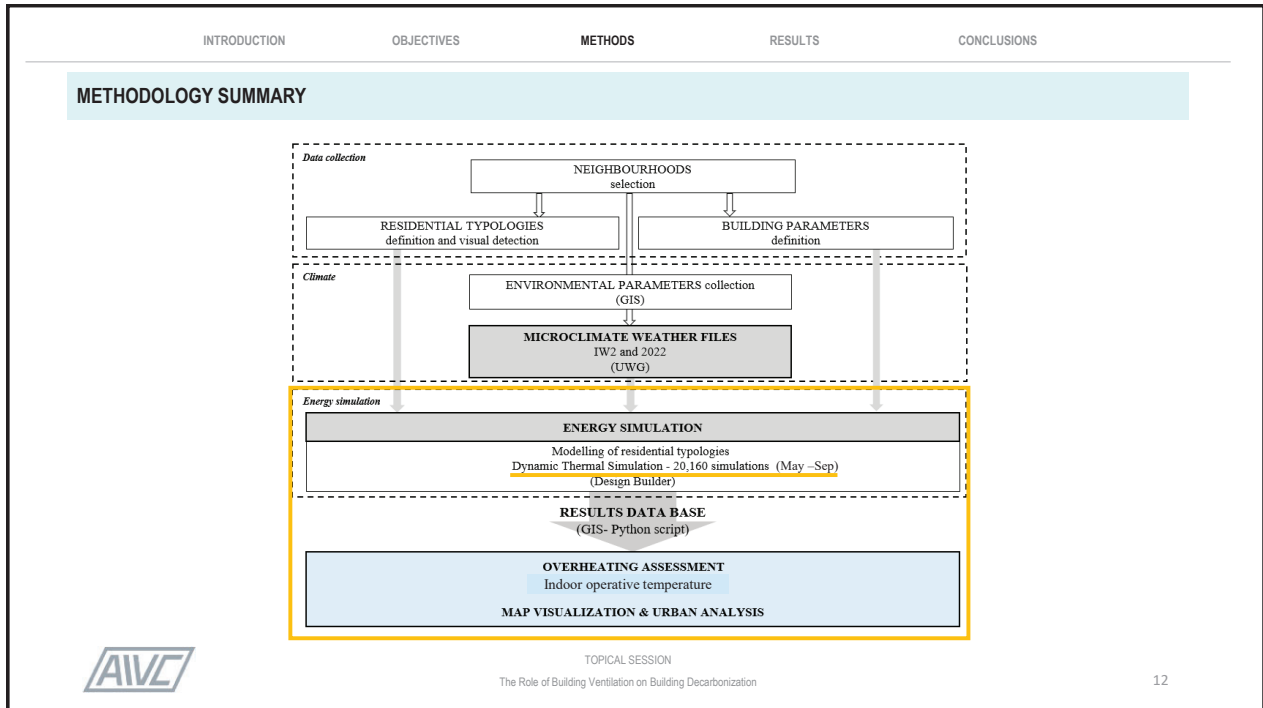 INTRODUCTION OBJECTIVES METHODS RESULTS CONCLUSIONS
METHODOLOGY SUMMARY
Data collection
NEIGHBOURHOODS
selection
RESIDENTIAL TYPOLOGIES
definition and visual detection
BUILDING PARAMETERS
definition
Climate
ENVIRONMENTAL PARAMETERS collection
(GIS)
MICROCLIMATE WEATHER FILES
IW2 and 2022
(UWG)
Energy simulation
ENERGY SIMULATION
Modelling of residential typologies
Dynamic Thermal Simulation - 20,160 simulations (May –Sep)
(Design Builder)
RESULTS DATA BASE
(GIS- Python script)
OVERHEATING ASSESSMENT
Indoor operative temperature
MAP VISUALIZATION & URBAN ANALYSIS
AIVC
TOPICAL SESSION
The Role of Building Ventilation on Building Decarbonization
12